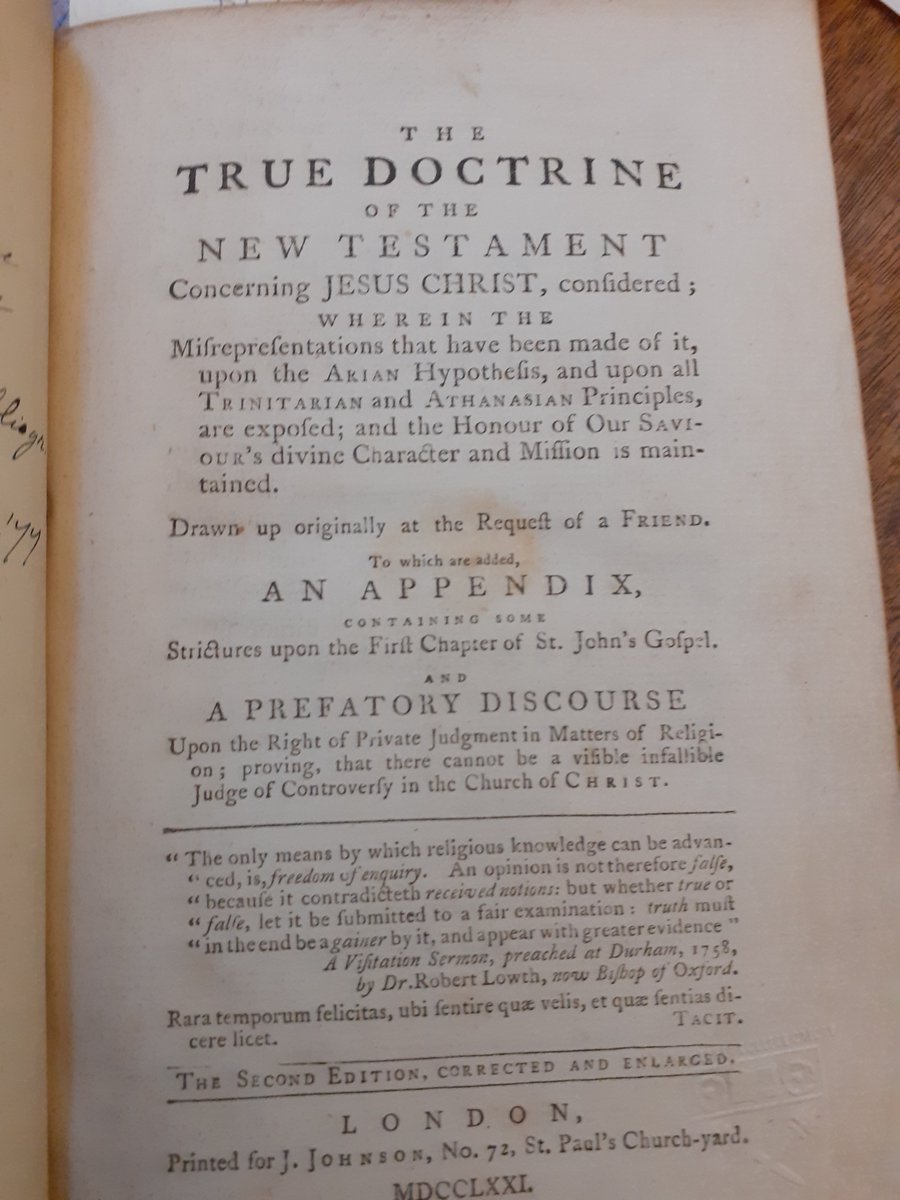 THE
TRUE DOCTRINE
OF THE
NEW TESTAMENT
Concerning JESUS CHRIST, conſidered;
WHEREIN THE
Miſrepreſentations that have been made of it,
upon the ARIAN Hypotheſis, and upon all
TRINITARIAN and ATHANASIAN Principles,
are expoſed; and the Honour of Our SAVI-
OUR's divine Character and Miſſion is main-
tained.
Drawn up originally at the Requeſt of a FRIEND.
To which are added,
AN APPENDIX,
CONTAINING SOME
Strictures upon the Firſt Chapter of St. John's Goſpel.
AND
A PREFATORY DISCOURSE
Upon the Right of Private Judgment in Matters of Religi-
on; proving, that there cannot be a viſible infallible
Judge of Controverſy in the Church of CHRIST.
“ The only means by which religious knowledge can be advan-
“ ced, is, freedom of enquiry. An opinion is not therefore falſe,
“ becauſe it contradicteth received notions: but whether true or
“ falſe, let it be ſubmitted to a fair examination: truth muſt
“ in the end be a gainer by it, and appear with greater evidence ”
A Viſitation Sermon, preached at Durham, 1758,
by Dr. Robert Lowth, now Biſhop of Oxford.
Rara temporum felicitas, ubi ſentire quæ velis, et quæ ſentias di-
cere licet. TACIT.
THE SECOND EDITION, CORRECTED AND ENLARGED.
LONDON,
Printed for J. JOHNSON, No. 72, St. Paul's Church-yard.
MDCCLXXI.